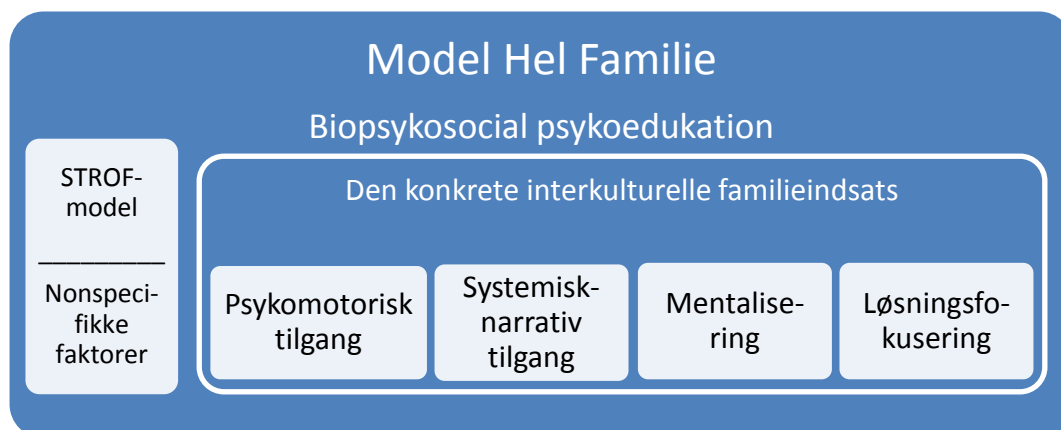 Model Hel Familie
Biopsykosocial psykoedukation
STROF-
model
__________
Nonspeci-
fikke
faktorer
Den konkrete interkulturelle familieindsats
Psykomotorisk
tilgang
Systemisk-
narrativ
tilgang
Mentalise-
ring
Løsningsfo-
kusering